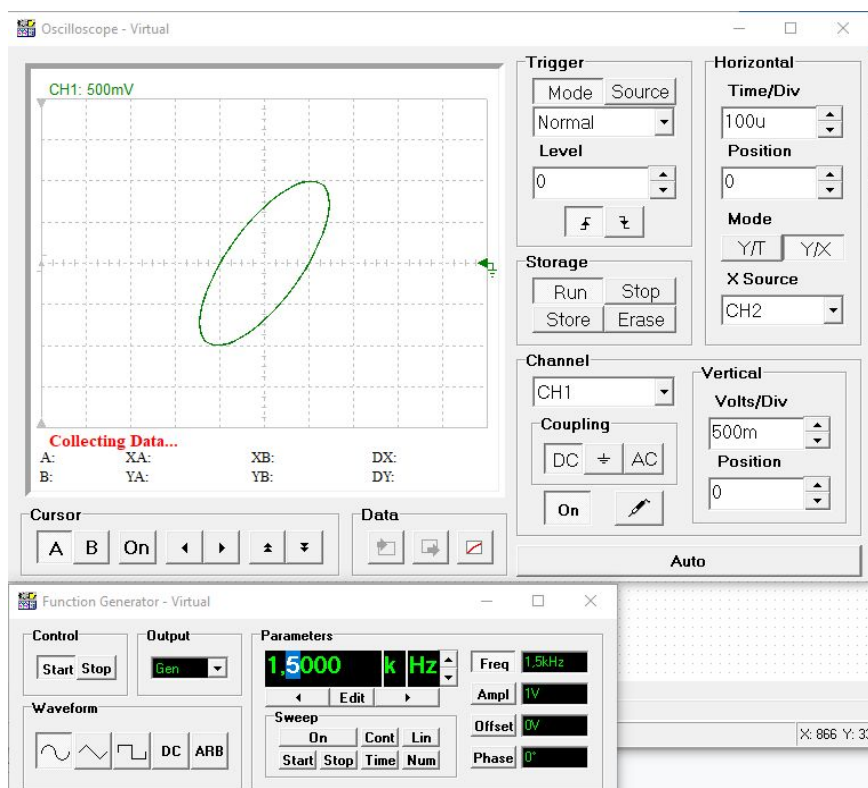 Oscilloscope - Virtual
CH1: 500mV
Collecting Data...
A: XA: XB: DX:
B: YA: YB: DY:
Cursor
A B On
Data
Trigger
Mode Source
Normal
Level
0
Storage
Run Stop
Store Erase
Horizontal
Time/Div
100u
Position
0
Mode
Y/T Y/X
X Source
CH2
Channel
CH1
Coupling
DC AC
On
Vertical
Volts/Div
500m
Position
0
Auto
Function Generator - Virtual
Control
Start Stop
Output
Gen
Waveform
DC ARB
Parameters
1,5000 k Hz
Edit
Sweep
On Cont Lin
Start Stop Time Num
Freq 1,5kHz
Ampl 1V
Offset 0V
Phase 0°
X: 866 Y: 33